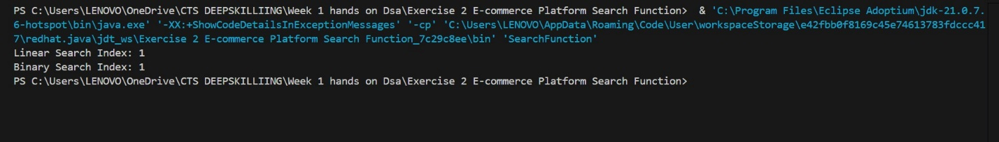 PS C:\Users\LENOVO\OneDrive\CTS DEEPSKILLIING\Week 1 hands on Dsa\Exercise 2 E-commerce Platform Search Function>  & 'C:\Program Files\Eclipse Adoptium\jdk-21.0.7.
6-hotspot\bin\java.exe' '-XX:+ShowCodeDetailsInExceptionMessages' '-cp' 'C:\Users\LENOVO\AppData\Roaming\Code\User\workspaceStorage\e42fbb0f8169c45e74613783fdccc41
7\redhat.java\jdt_ws\Exercise 2 E-commerce Platform Search Function_7c29c8ee\bin' 'SearchFunction'
Linear Search Index: 1
Binary Search Index: 1
PS C:\Users\LENOVO\OneDrive\CTS DEEPSKILLIING\Week 1 hands on Dsa\Exercise 2 E-commerce Platform Search Function>